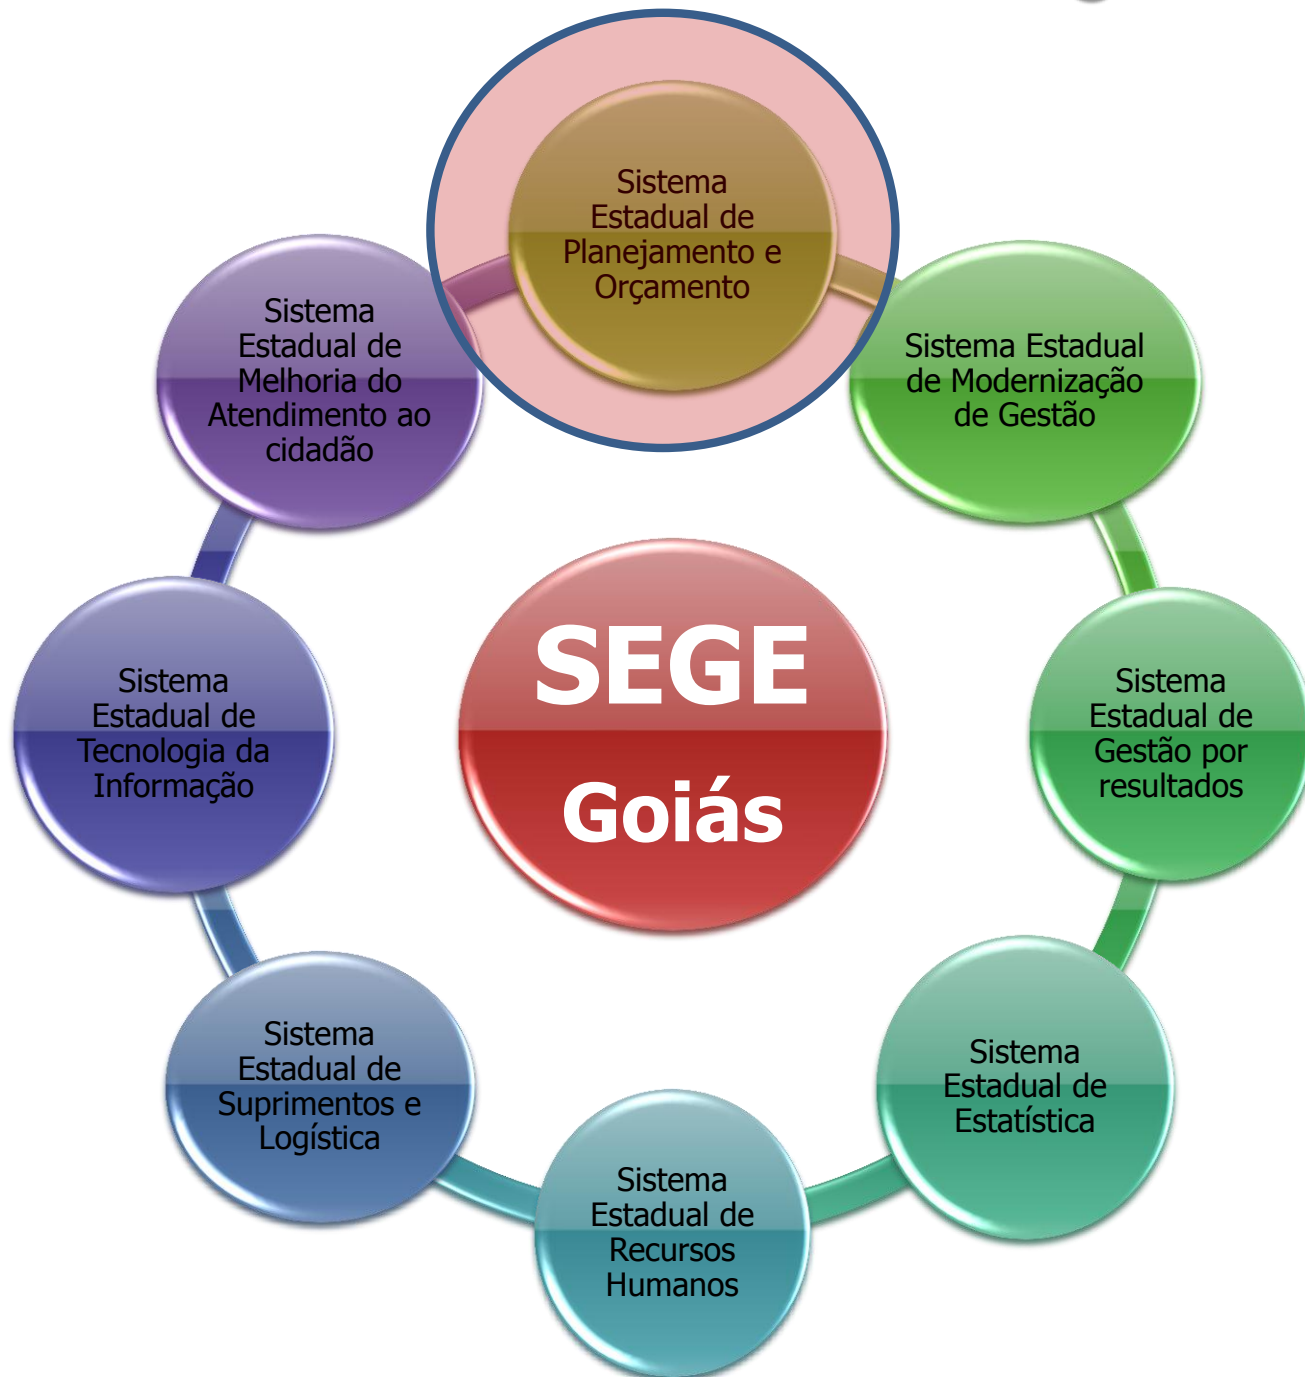 Sistema
Estadual de
Planejamento e
Orçamento
Sistema Estadual
de Modernização
de Gestão
Sistema
Estadual de
Gestão por
resultados
Sistema
Estadual de
Estatística
Sistema
Estadual de
Recursos
Humanos
Sistema
Estadual de
Suprimentos e
Logística
Sistema
Estadual de
Tecnologia da
Informação
Sistema
Estadual de
Melhoria do
Atendimento ao
cidadão
SEGE
Goiás